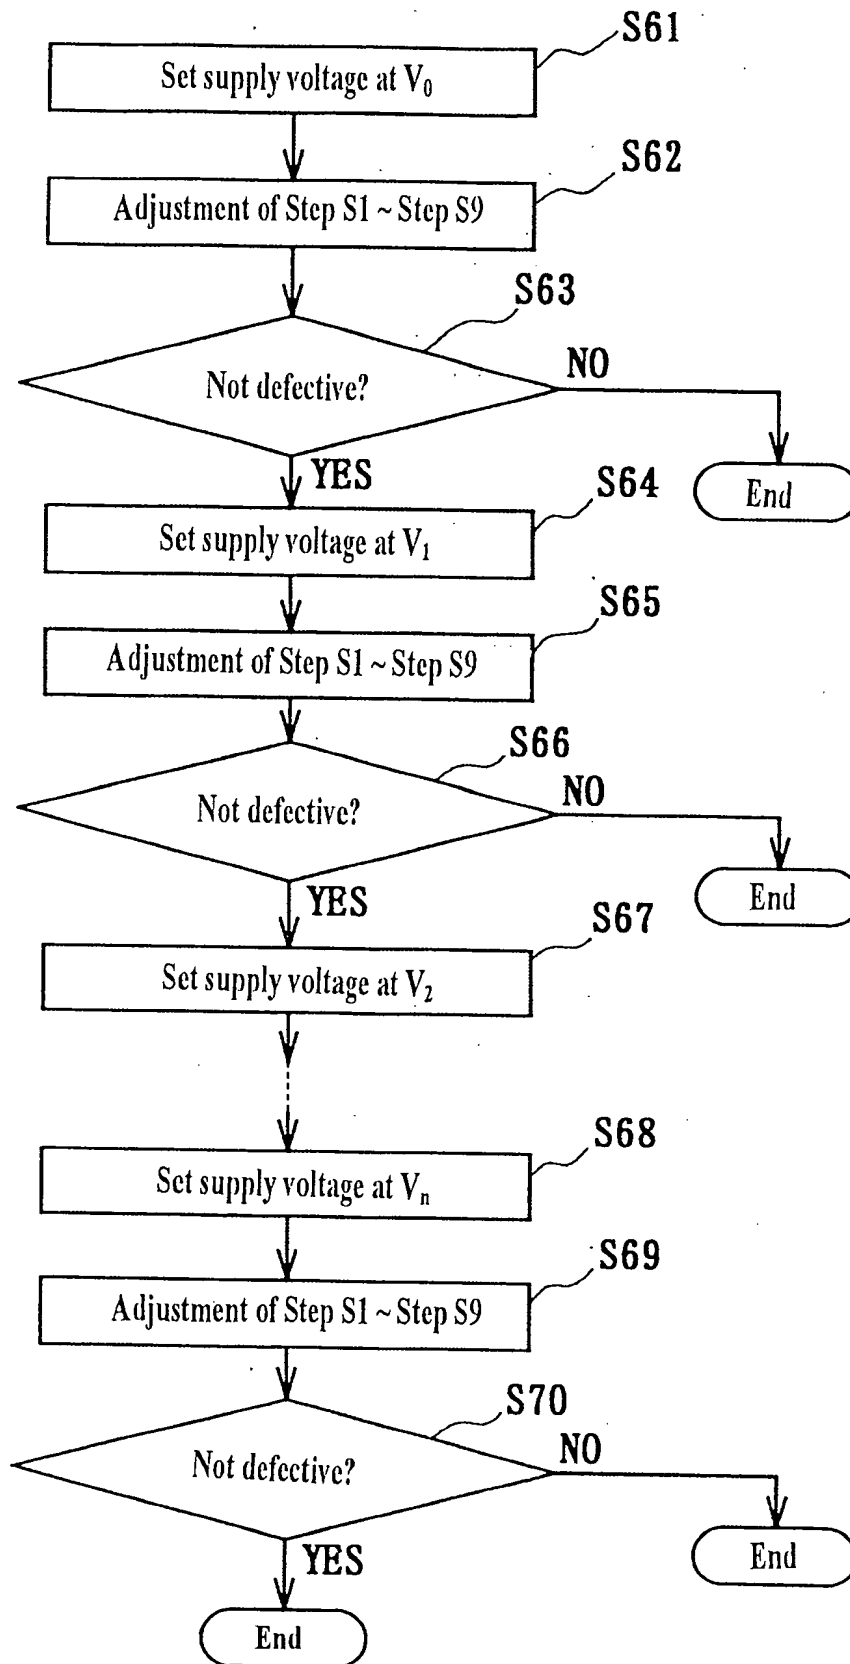 S61
Set supply voltage at V₀
S62
Adjustment of Step S1 ~ Step S9
S63
Not defective?
NO
End
YES
S64
Set supply voltage at V₁
S65
Adjustment of Step S1 ~ Step S9
S66
Not defective?
NO
End
YES
S67
Set supply voltage at V₂
S68
Set supply voltage at Vₙ
S69
Adjustment of Step S1 ~ Step S9
S70
Not defective?
NO
End
YES
End